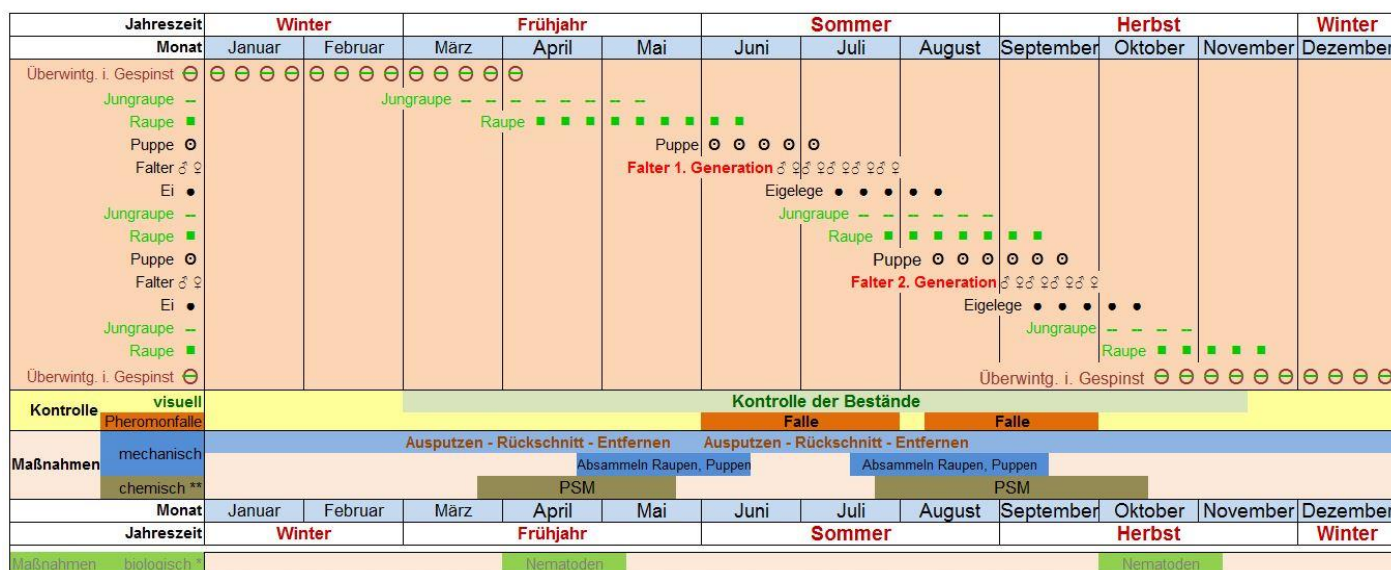 Jahreszeit Winter Frühjahr Sommer Herbst Winter
Monat Januar Februar März April Mai Juni Juli August September Oktober November Dezember
Überwintg. i. Gespinst
Jungraupe -- Jungraupe
Raupe ■ Raupe
Puppe ʘ Puppe
Falter ♂ ♀ Falter 1. Generation ♂ ♀♂ ♀♂ ♀♂ ♀♂ ♀
Ei ● Eigelege
Jungraupe -- Jungraupe
Raupe ■ Raupe
Puppe ʘ Puppe
Falter ♂ ♀ Falter 2. Generation ♂ ♀♂ ♀♂ ♀♂ ♀
Ei ● Eigelege
Jungraupe -- Jungraupe
Raupe ■ Raupe
Überwintg. i. Gespinst Überwintg. i. Gespinst
Kontrolle visuell Kontrolle der Bestände
Pheromonfalle Falle Falle
Maßnahmen mechanisch Ausputzen - Rückschnitt - Entfernen Ausputzen - Rückschnitt - Entfernen
Absammeln Raupen, Puppen Absammeln Raupen, Puppen
chemisch ** PSM PSM
Monat Januar Februar März April Mai Juni Juli August September Oktober November Dezember
Jahreszeit Winter Frühjahr Sommer Herbst Winter
Maßnahmen biologisch * Nematoden Nematoden